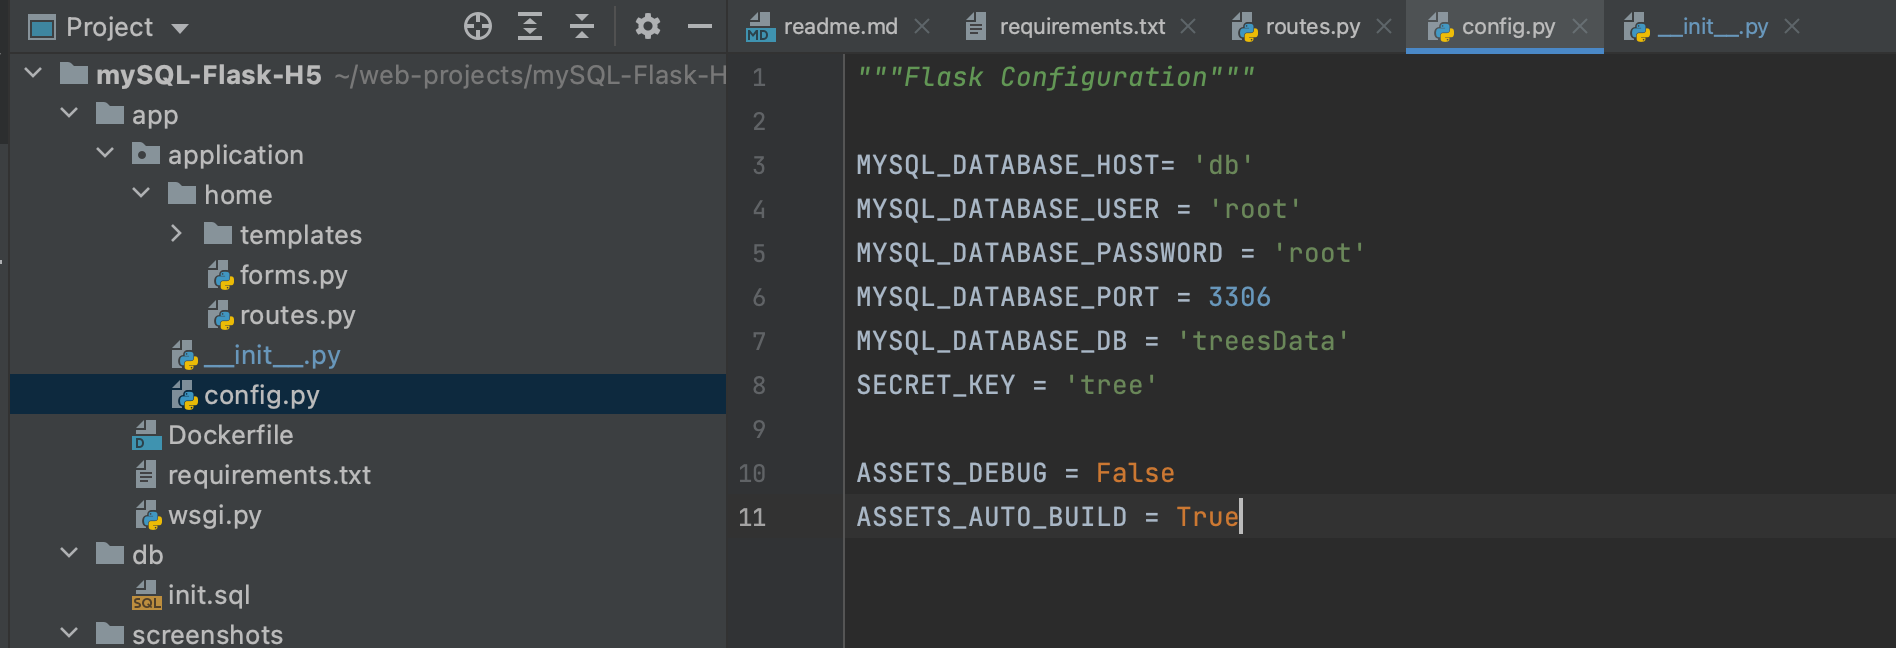 Project
mySQL-Flask-H5 ~/web-projects/mySQL-Flask-H
app
application
home
templates
forms.py
routes.py
__init__.py
config.py
Dockerfile
requirements.txt
wsgi.py
db
init.sql
screenshots
MD readme.md
requirements.txt
routes.py
config.py
__init__.py
1 """Flask Configuration"""
2
3 MYSQL_DATABASE_HOST= 'db'
4 MYSQL_DATABASE_USER = 'root'
5 MYSQL_DATABASE_PASSWORD = 'root'
6 MYSQL_DATABASE_PORT = 3306
7 MYSQL_DATABASE_DB = 'treesData'
8 SECRET_KEY = 'tree'
9
10 ASSETS_DEBUG = False
11 ASSETS_AUTO_BUILD = True